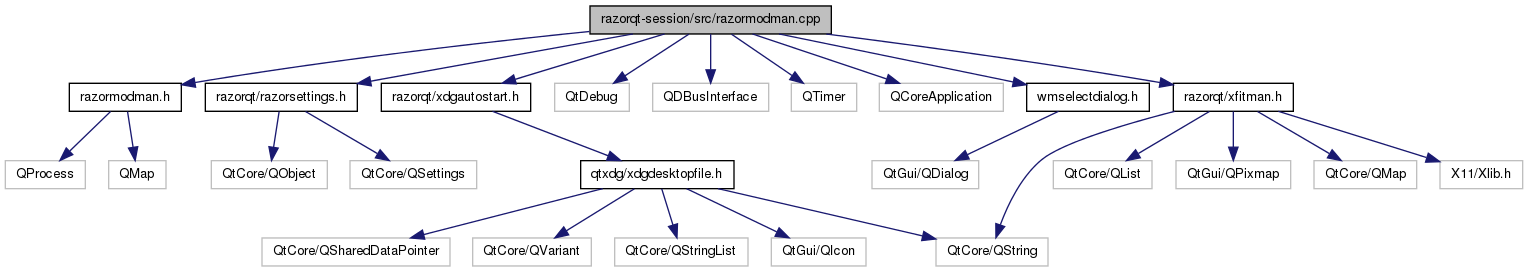 razorqt-session/src/razormodman.cpp
razormodman.h
razorqt/razorsettings.h
razorqt/xdgautostart.h
QtDebug
QDBusInterface
QTimer
QCoreApplication
wmselectdialog.h
razorqt/xfitman.h
QProcess
QMap
QtCore/QObject
QtCore/QSettings
qtxdg/xdgdesktopfile.h
QtGui/QDialog
QtCore/QList
QtGui/QPixmap
QtCore/QMap
X11/Xlib.h
QtCore/QSharedDataPointer
QtCore/QVariant
QtCore/QStringList
QtGui/QIcon
QtCore/QString